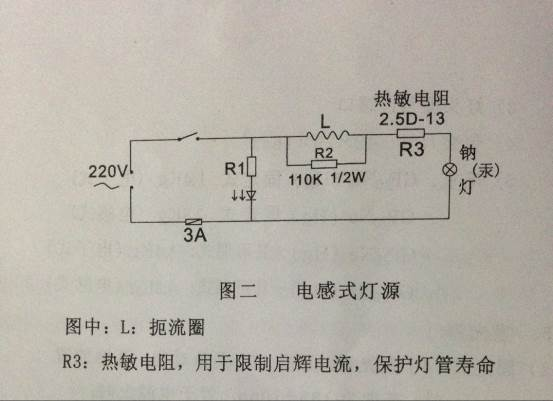 热敏电阻
2.5D-13
L
R1
R2
R3
钠
(汞)
灯
220V
110K 1/2W
3A
图二 电感式灯源
图中：L：扼流圈
R3：热敏电阻，用于限制启辉电流，保护灯管寿命